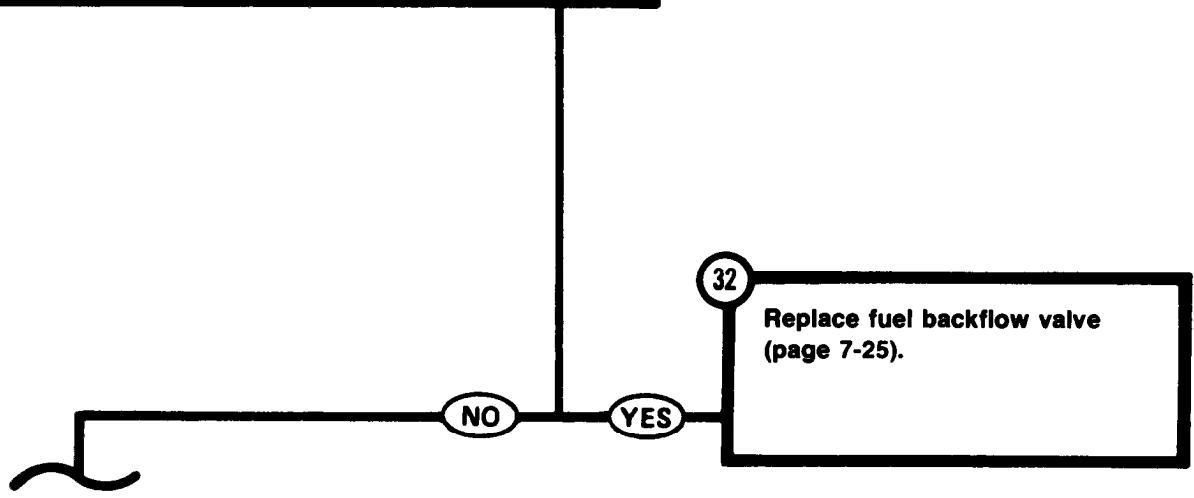 32
Replace fuel backflow valve
(page 7-25).
NO
YES